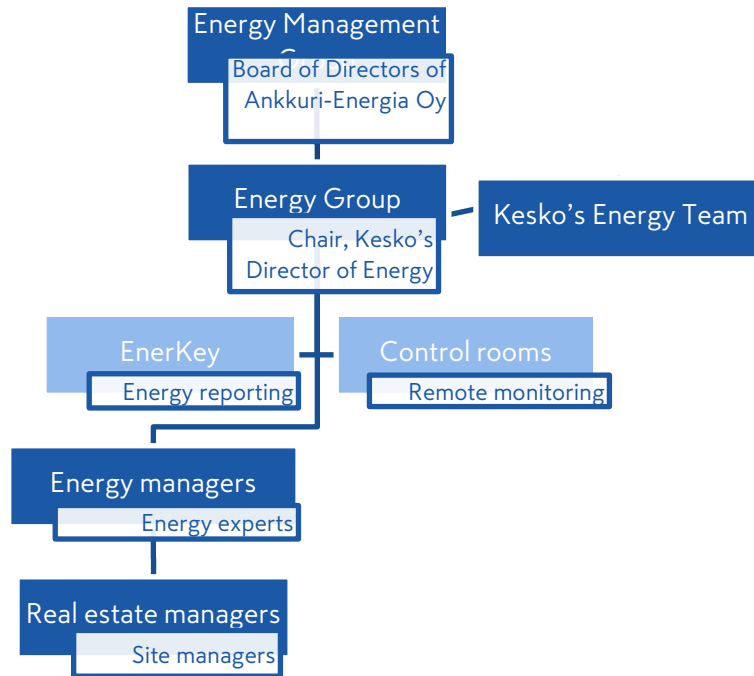 Energy Management
Board of Directors of
Ankkuri-Energia Oy
Energy Group
Chair, Kesko's
Director of Energy
Kesko's Energy Team
EnerKey
Energy reporting
Control rooms
Remote monitoring
Energy managers
Energy experts
Real estate managers
Site managers